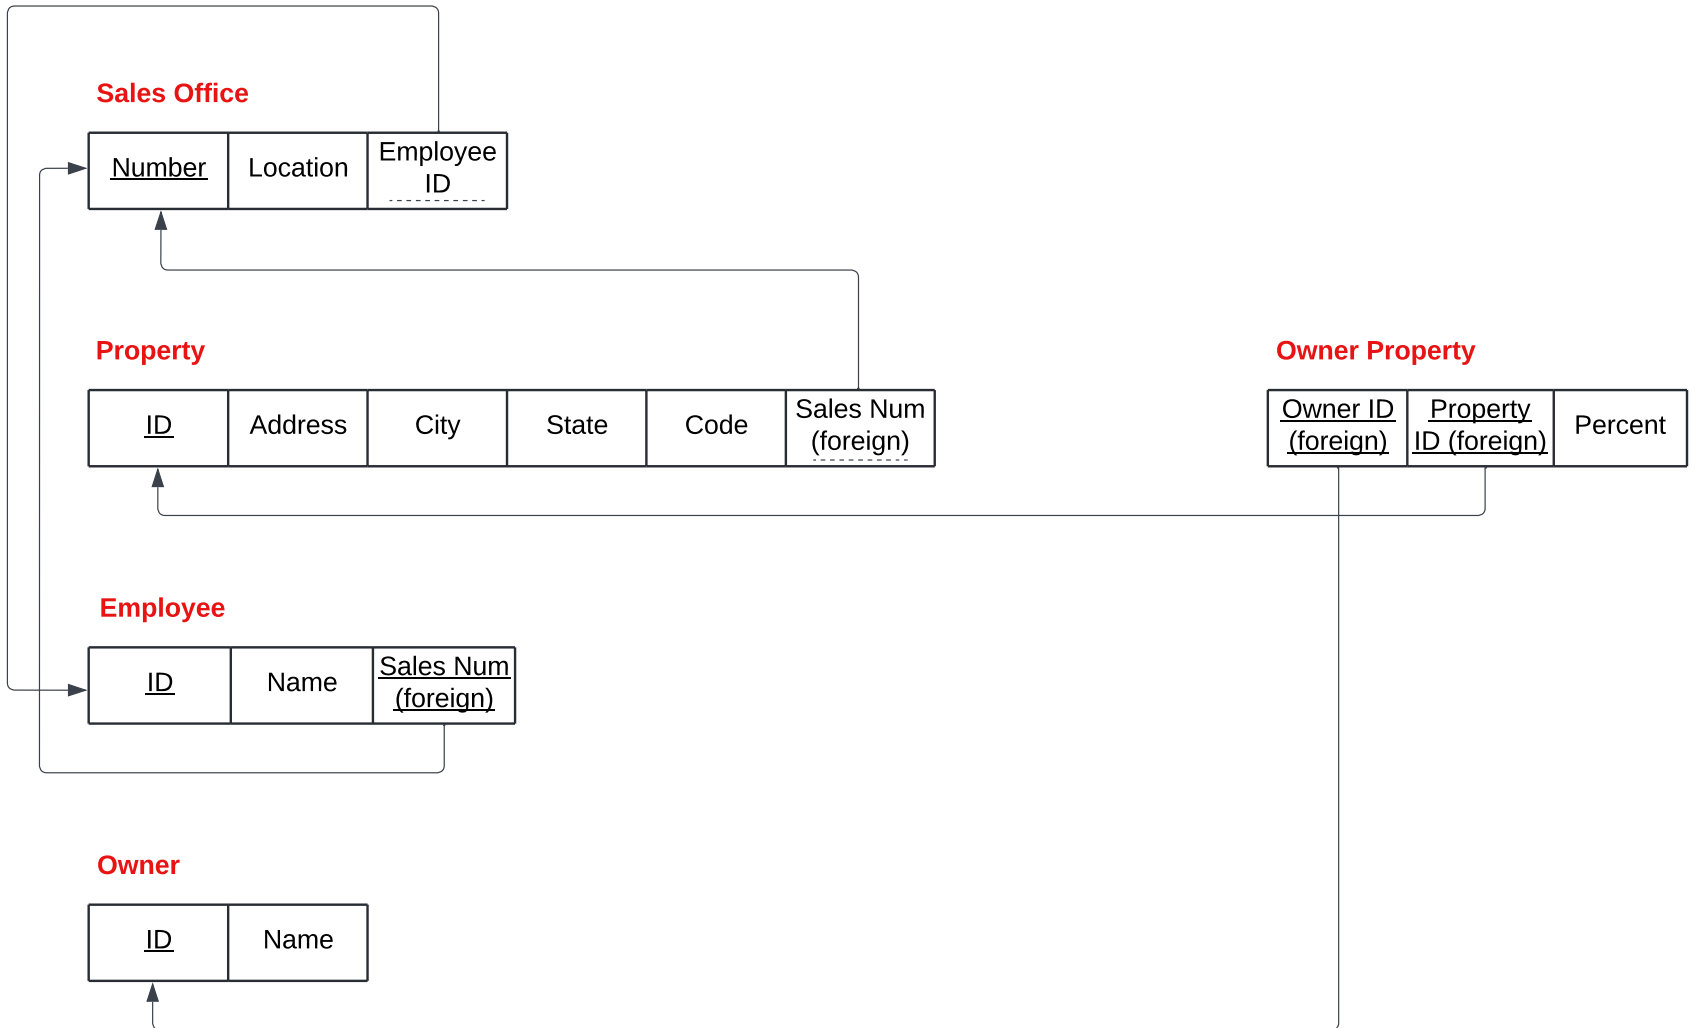 Sales Office
Number
Location
Employee
ID
Property
ID
Address
City
State
Code
Sales Num
(foreign)
Owner Property
Owner ID
(foreign)
Property
ID (foreign)
Percent
Employee
ID
Name
Sales Num
(foreign)
Owner
ID
Name